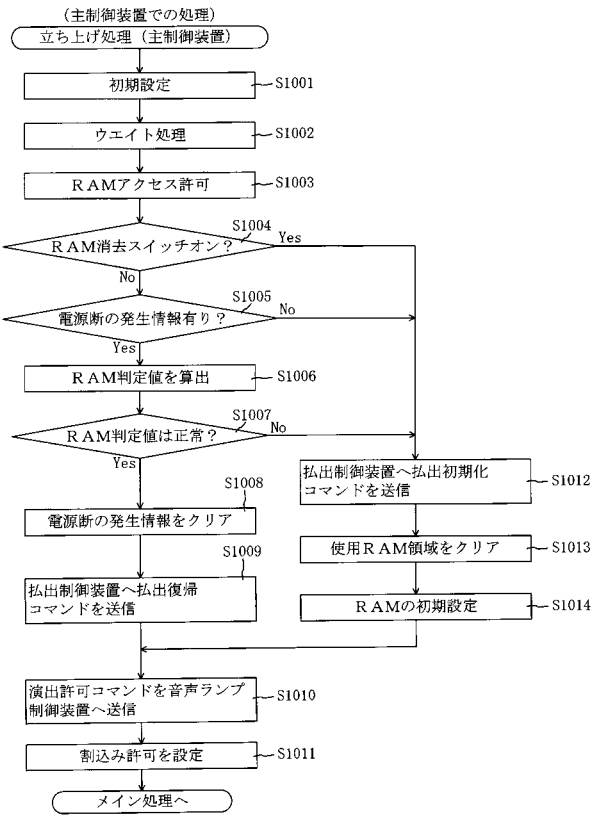 (主制御装置での処理)
立ち上げ処理(主制御装置)
初期設定
S1001
ウエイト処理
S1002
RAMアクセス許可
S1003
RAM消去スイッチオン?
S1004
Yes
No
電源断の発生情報有り?
S1005
No
Yes
RAM判定値を算出
S1006
RAM判定値は正常?
S1007
No
Yes
電源断の発生情報をクリア
S1008
払出制御装置へ払出復帰
コマンドを送信
S1009
払出制御装置へ払出初期化
コマンドを送信
S1012
使用RAM領域をクリア
S1013
RAMの初期設定
S1014
演出許可コマンドを音声ランプ
制御装置へ送信
S1010
割込み許可を設定
S1011
メイン処理へ